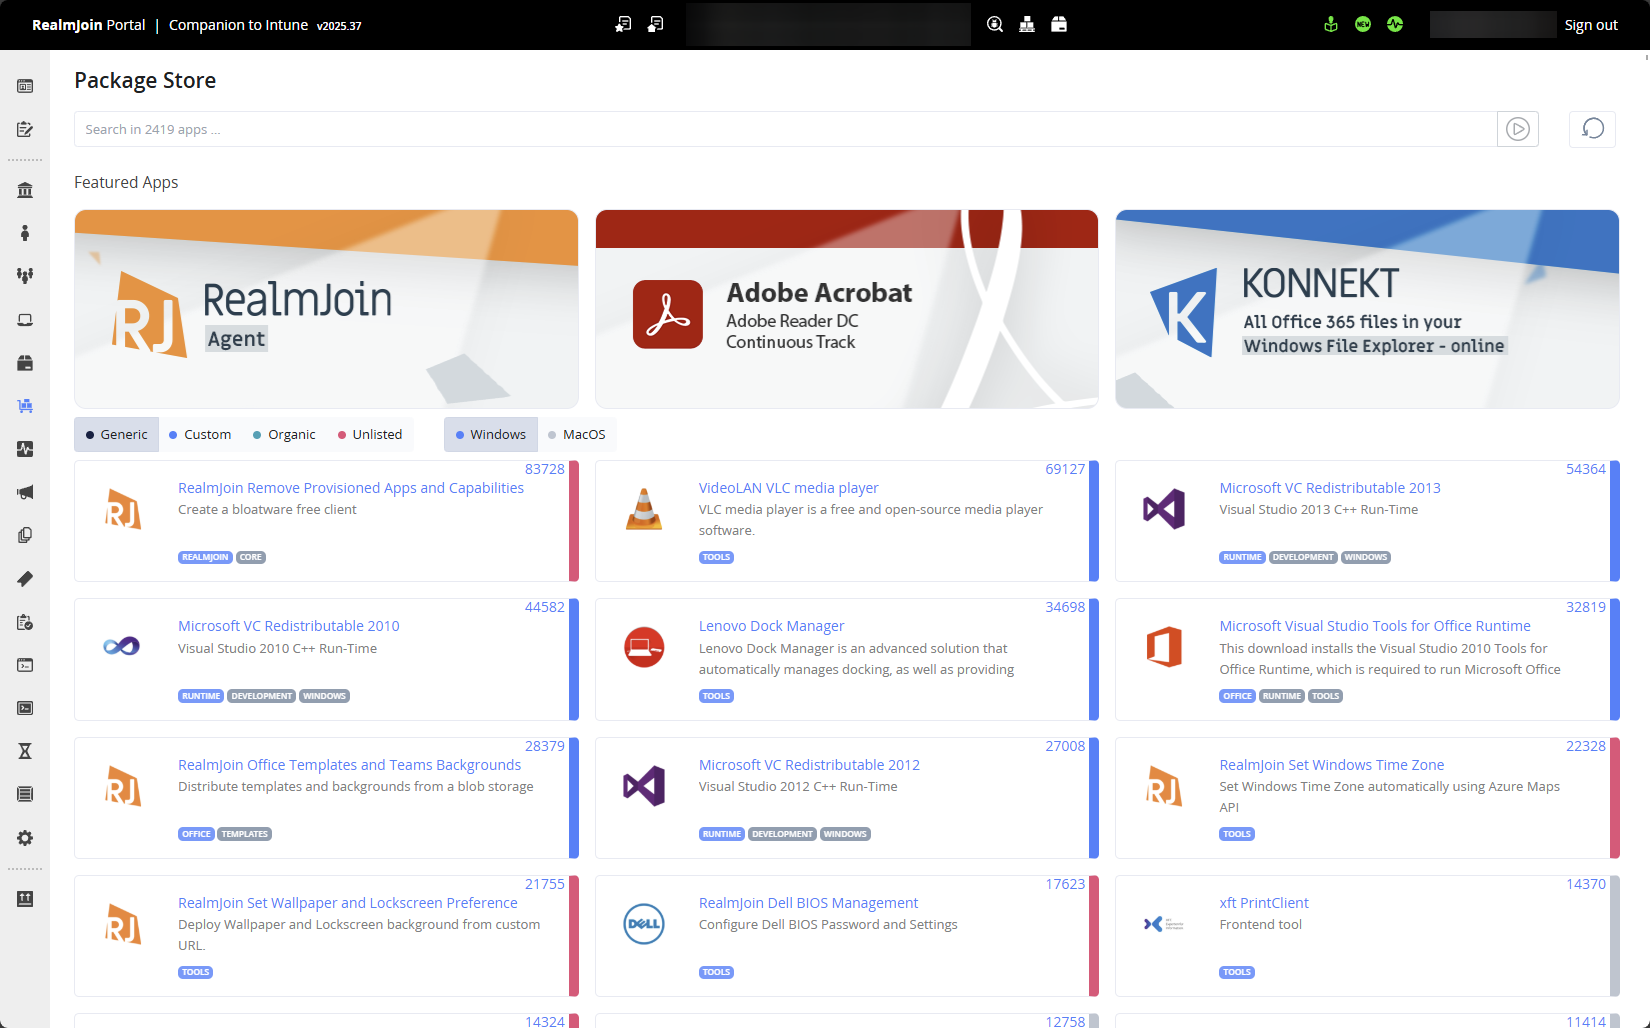 RealmJoin Portal | Companion to Intune v2025.37
NEW
Sign out
Package Store
Search in 2419 apps ...
Featured Apps
RJ
RealmJoin
Agent
Adobe Acrobat
Adobe Reader DC
Continuous Track
K
KONNEKT
All Office 365 files in your
Windows File Explorer - online
Generic
Custom
Organic
Unlisted
Windows
MacOS
83728
RJ
RealmJoin Remove Provisioned Apps and Capabilities
Create a bloatware free client
REALMJOIN CORE
69127
VideoLAN VLC media player
VLC media player is a free and open-source media player
software.
TOOLS
54364
Microsoft VC Redistributable 2013
Visual Studio 2013 C++ Run-Time
RUNTIME DEVELOPMENT WINDOWS
44582
Microsoft VC Redistributable 2010
Visual Studio 2010 C++ Run-Time
RUNTIME DEVELOPMENT WINDOWS
34698
Lenovo Dock Manager
Lenovo Dock Manager is an advanced solution that
automatically manages docking, as well as providing
TOOLS
32819
Microsoft Visual Studio Tools for Office Runtime
This download installs the Visual Studio 2010 Tools for
Office Runtime, which is required to run Microsoft Office
OFFICE RUNTIME TOOLS
28379
RJ
RealmJoin Office Templates and Teams Backgrounds
Distribute templates and backgrounds from a blob storage
OFFICE TEMPLATES
27008
Microsoft VC Redistributable 2012
Visual Studio 2012 C++ Run-Time
RUNTIME DEVELOPMENT WINDOWS
22328
RJ
RealmJoin Set Windows Time Zone
Set Windows Time Zone automatically using Azure Maps
API
TOOLS
21755
RJ
RealmJoin Set Wallpaper and Lockscreen Preference
Deploy Wallpaper and Lockscreen background from custom
URL.
TOOLS
17623
DELL
RealmJoin Dell BIOS Management
Configure Dell BIOS Password and Settings
TOOLS
14370
xft PrintClient
Frontend tool
TOOLS
14324
12758
11414